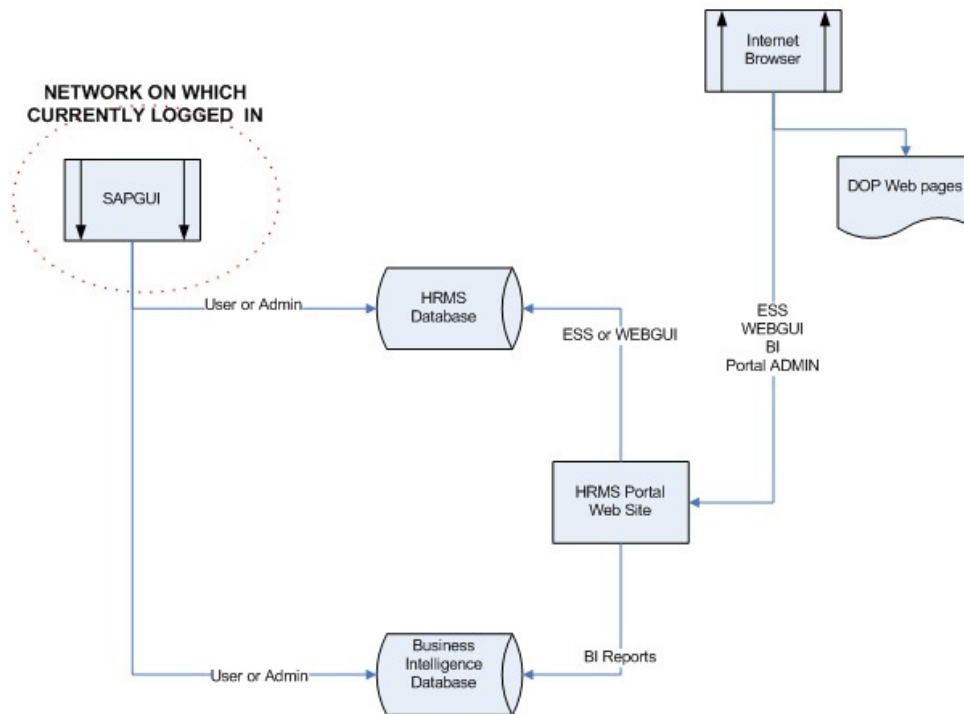 Internet
Browser
NETWORK ON WHICH
CURRENTLY LOGGED IN
SAPGUI
DOP Web pages
User or Admin
HRMS
Database
ESS or WEBGUI
ESS
WEBGUI
BI
Portal ADMIN
HRMS Portal
Web Site
Business
Intelligence
Database
User or Admin
BI Reports